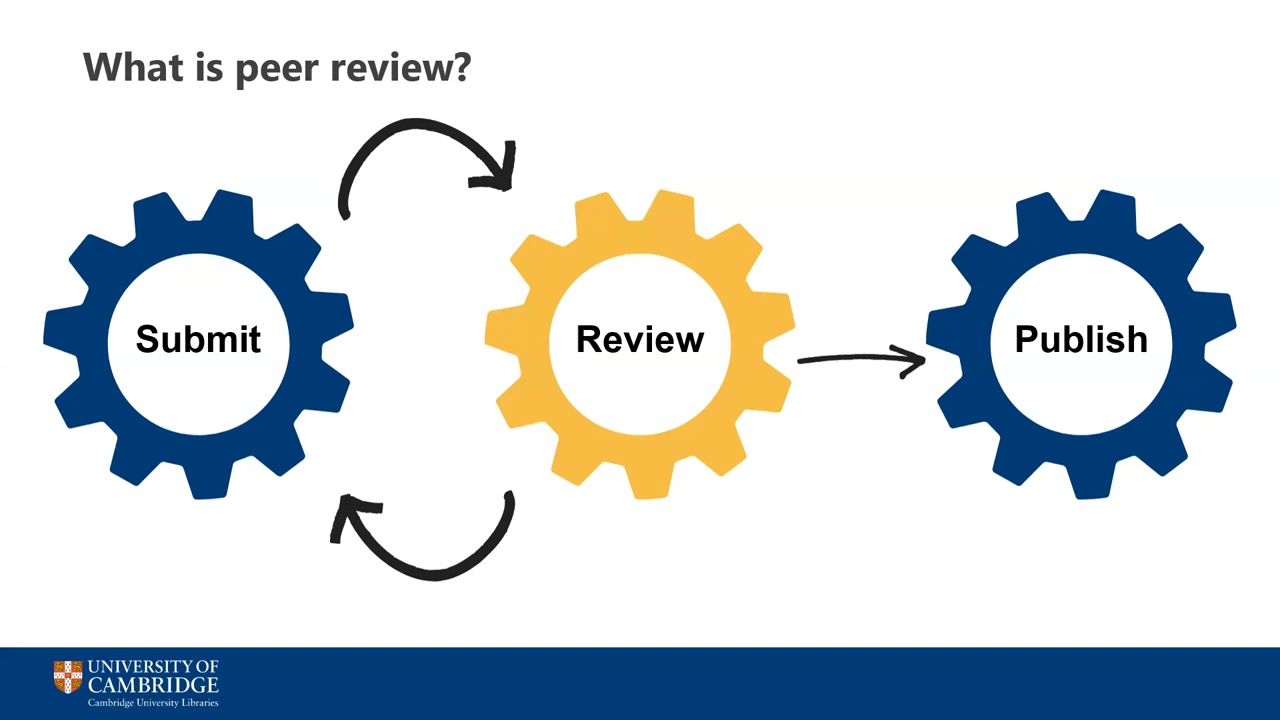 What is peer review?
Submit
Review
Publish
UNIVERSITY OF
CAMBRIDGE
Cambridge University Libraries